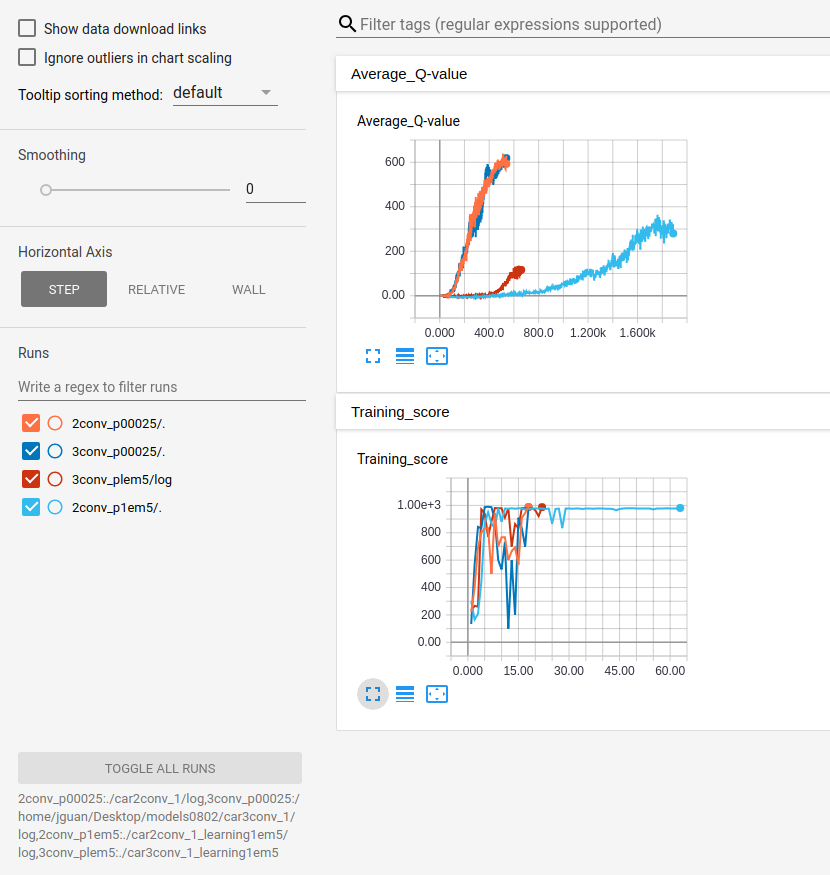 Show data download links
Ignore outliers in chart scaling
Tooltip sorting method: default
Smoothing
0
Horizontal Axis
STEP RELATIVE WALL
Runs
Write a regex to filter runs
2conv_p00025/.
3conv_p00025/.
3conv_plem5/log
2conv_p1em5/.
TOGGLE ALL RUNS
2conv_p00025:./car2conv_1/log,3conv_p00025:/
home/jguan/Desktop/models0802/car3conv_1/
log,2conv_p1em5:./car2conv_1_learning1em5/
log,3conv_plem5:./car3conv_1_learning1em5
Filter tags (regular expressions supported)
Average_Q-value
Average_Q-value
600
400
200
0.00
0.000 400.0 800.0 1.200k 1.600k
Training_score
Training_score
1.00e+3
800
600
400
200
0.00
0.000 15.00 30.00 45.00 60.00